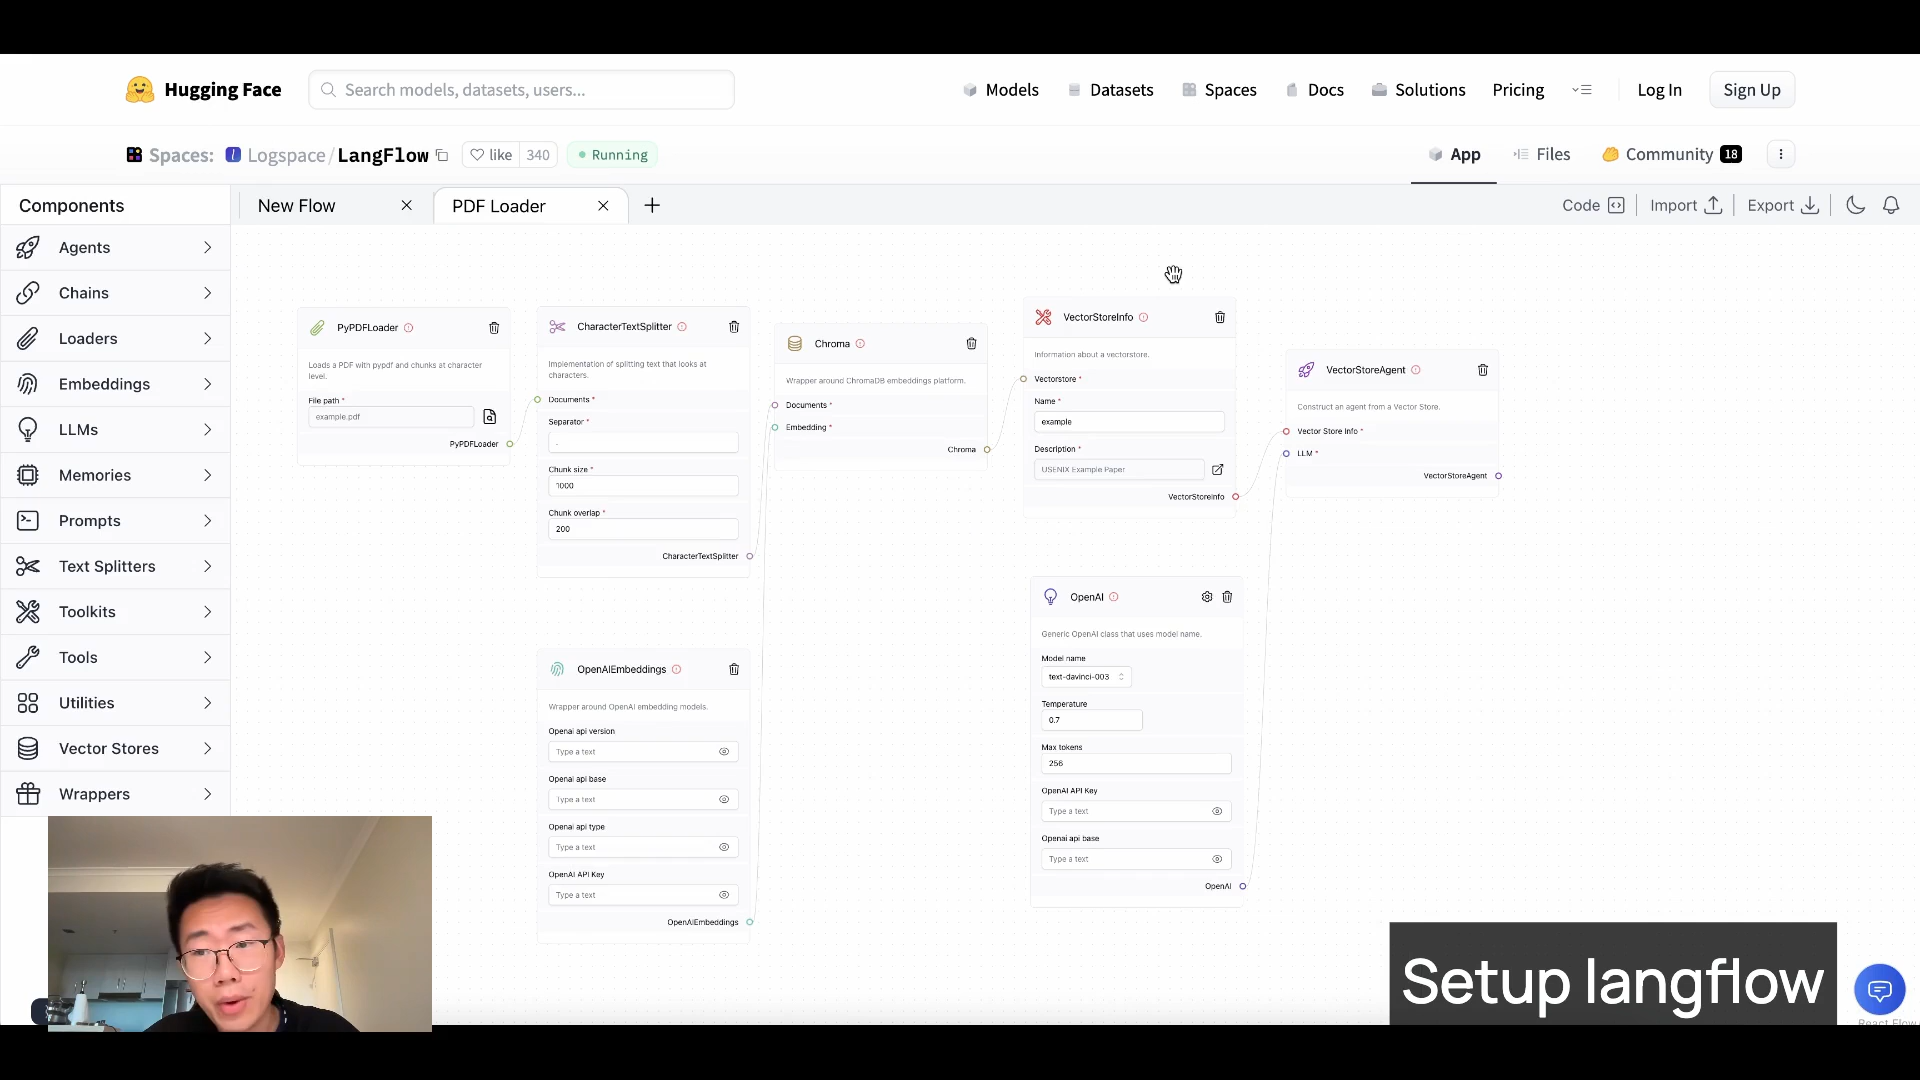 Hugging Face
Search models, datasets, users...
Models
Datasets
Spaces
Docs
Solutions
Pricing
Log In
Sign Up
Spaces:
Logspace/LangFlow
like 340
Running
App
Files
Community 18
Components
New Flow
PDF Loader
Code
Import
Export
Agents
Chains
Loaders
Embeddings
LLMs
Memories
Prompts
Text Splitters
Toolkits
Tools
Utilities
Vector Stores
Wrappers
PyPDFLoader
Loads a PDF with pypdf and chunks at character
level.
File path *
example.pdf
PyPDFLoader
CharacterTextSplitter
Implementation of splitting text that looks at
characters.
Documents *
Separator *
.
Chunk size *
1000
Chunk overlap *
200
CharacterTextSplitter
OpenAIEmbeddings
Wrapper around OpenAI embedding models.
Openai api version
Type a text
Openai api base
Type a text
Openai api type
Type a text
OpenAI API Key
Type a text
OpenAIEmbeddings
Chroma
Wrapper around ChromaDB embeddings platform.
Documents *
Embedding *
Chroma
VectorStoreInfo
Information about a vectorstore.
Vectorstore *
Name *
example
Description *
USENIX Example Paper
VectorStoreInfo
OpenAI
Generic OpenAI class that uses model name.
Model name
text-davinci-003
Temperature
0.7
Max tokens
256
OpenAI API Key
Type a text
Openai api base
Type a text
OpenAI
VectorStoreAgent
Construct an agent from a Vector Store.
Vector Store Info *
LLM *
VectorStoreAgent
Setup langflow
React Flow